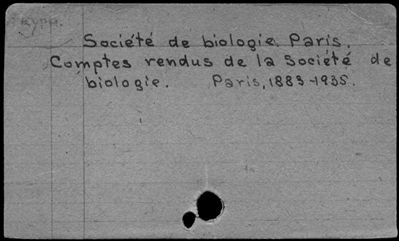 Société de biologie. Paris.
Comptes rendus de la Société de
biologie. Paris, 1883-1935.